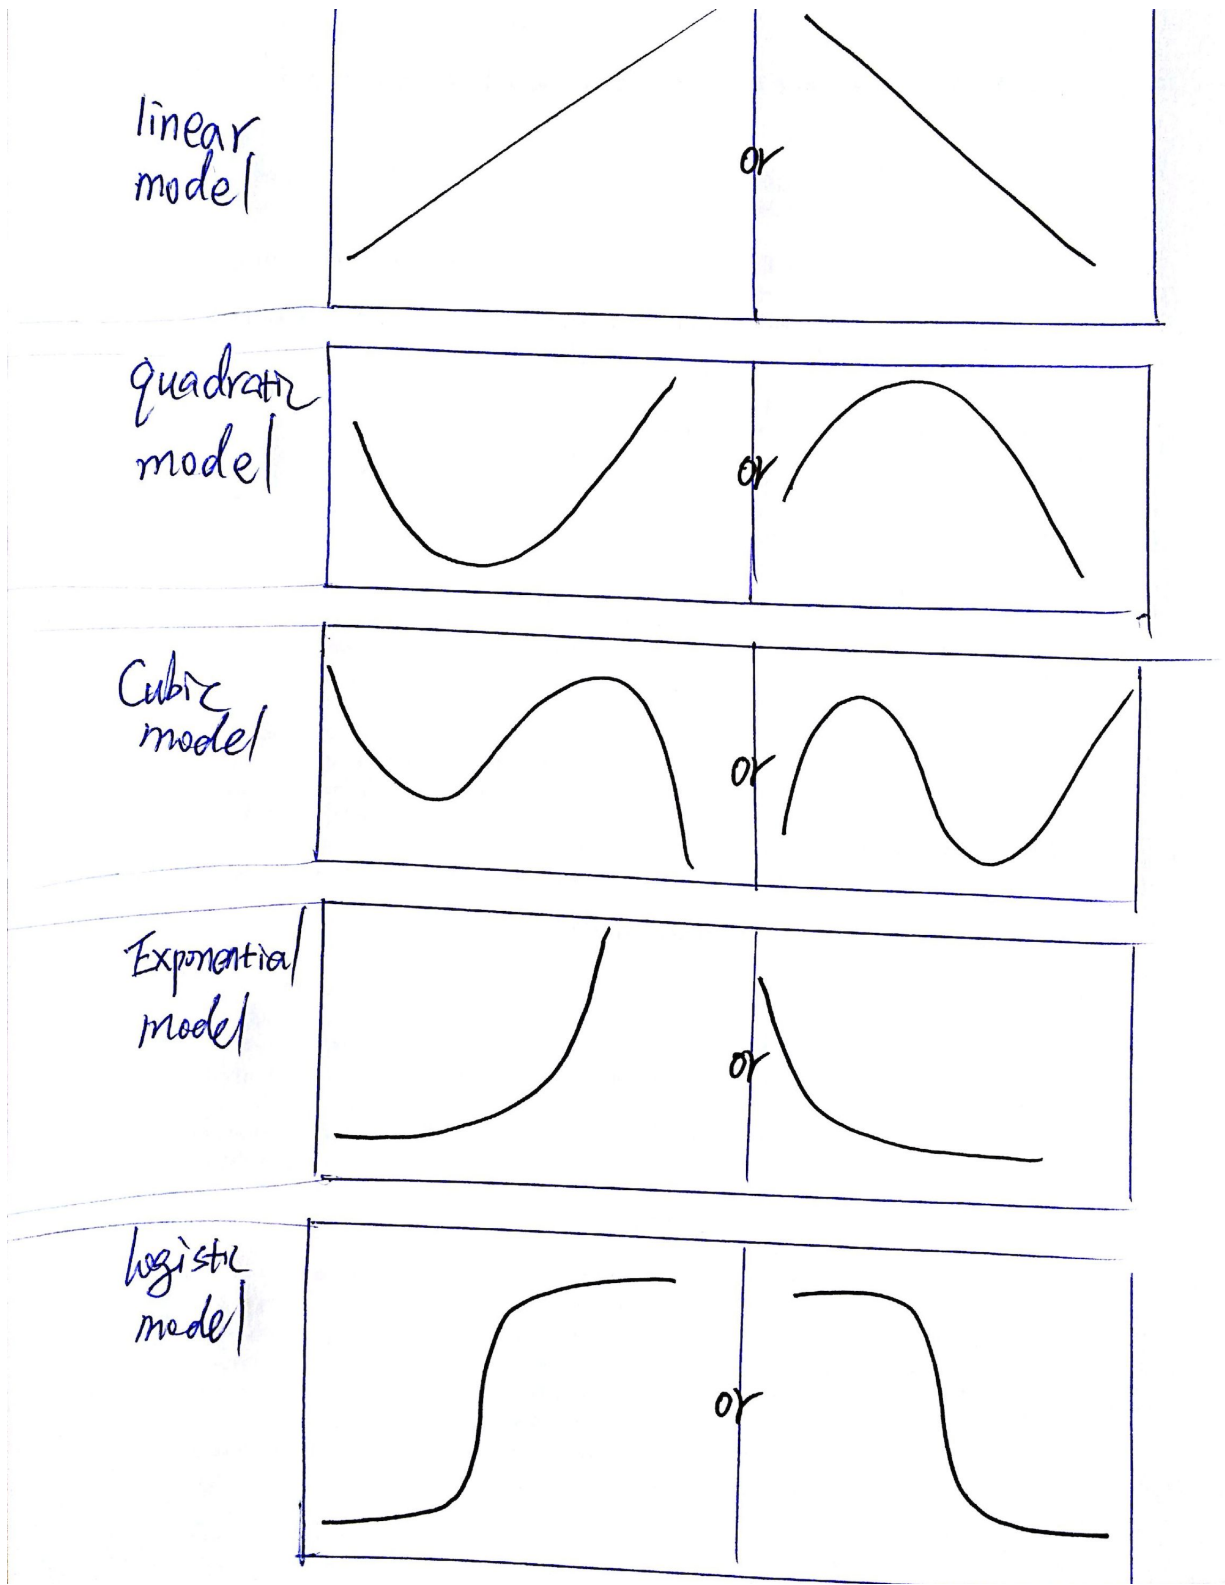 linear
model
or
quadratic
model
or
Cubic
model
or
Exponential
model
or
logistic
model
or